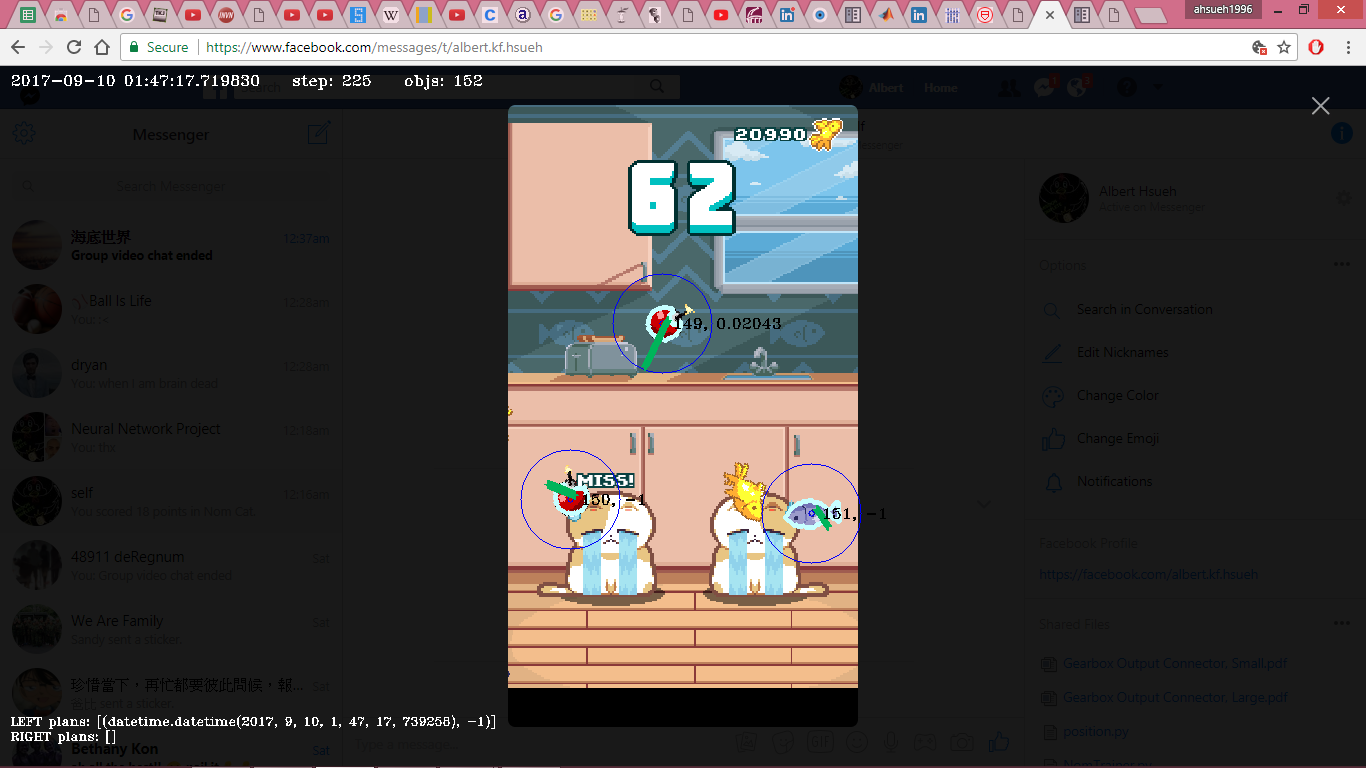 ahsueh1996
Secure https://www.facebook.com/messages/t/albert.kf.hsueh
2017-09-10 01:47:17.719830 step: 225 objs: 152
Albert Home
Messenger
Search Messenger
海底世界 12:37am
Group video chat ended
Ball Is Life 12:28am
dryan 12:28am
You: when I am brain dead
Neural Network Project 12:18am
You: thx
self 12:16am
You scored 18 points in Nom Cat.
48911 deRegnum Sat
You: Group video chat ended
We Are Family Sat
Sandy sent a sticker.
珍惜當下，再忙都要彼此問候，報... Sat
Bethany Kon Sat
20990
62
149, 0.02043
MISS!
150, -1
151, -1
Albert Hsueh
Active on Messenger
Options
Search in Conversation
Edit Nicknames
Change Color
Change Emoji
Notifications
Facebook Profile
https://facebook.com/albert.kf.hsueh
Shared Files
Gearbox Output Connector, Small.pdf
Gearbox Output Connector, Large.pdf
position.py
NomTrainer.py
Type a message...
GIF
LEFT plans: [(datetime.datetime(2017, 9, 10, 1, 47, 17, 739258), -1)]
RIGHT plans: []